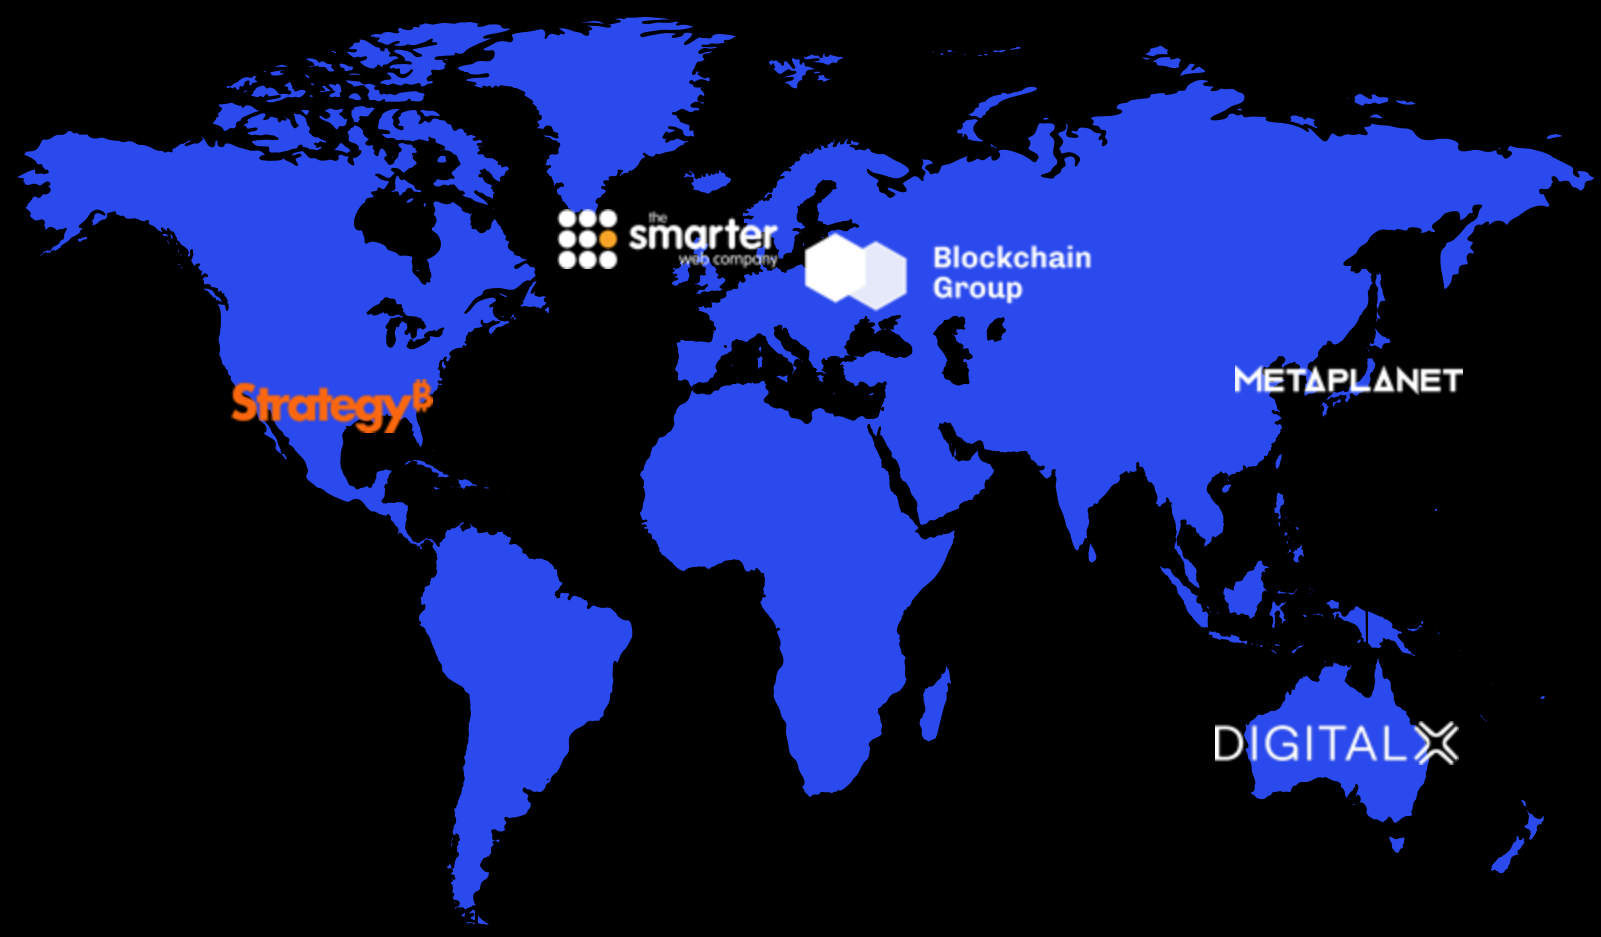 the
smarter
web company
Blockchain
Group
METAPLANET
Strategy₿
DIGITALX